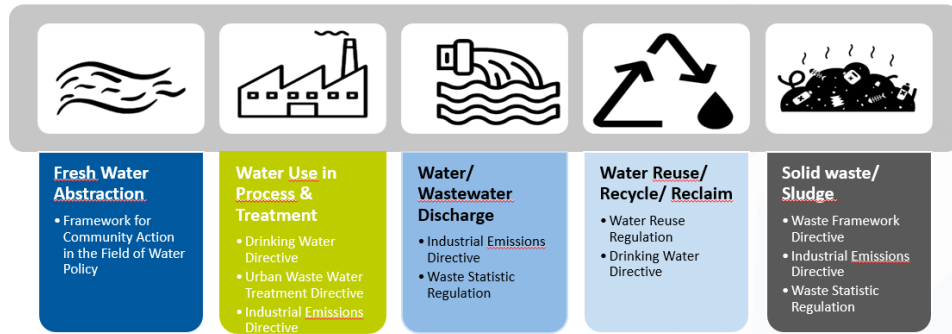 Fresh Water
Abstraction
• Framework for
Community Action
in the Field of Water
Policy
Water Use in
Process &
Treatment
• Drinking Water
Directive
• Urban Waste Water
Treatment Directive
• Industrial Emissions
Directive
Water/
Wastewater
Discharge
• Industrial Emissions
Directive
• Waste Statistic
Regulation
Water Reuse/
Recycle/ Reclaim
• Water Reuse
Regulation
• Drinking Water
Directive
Solid waste/
Sludge
• Waste Framework
Directive
• Industrial Emissions
Directive
• Waste Statistic
Regulation